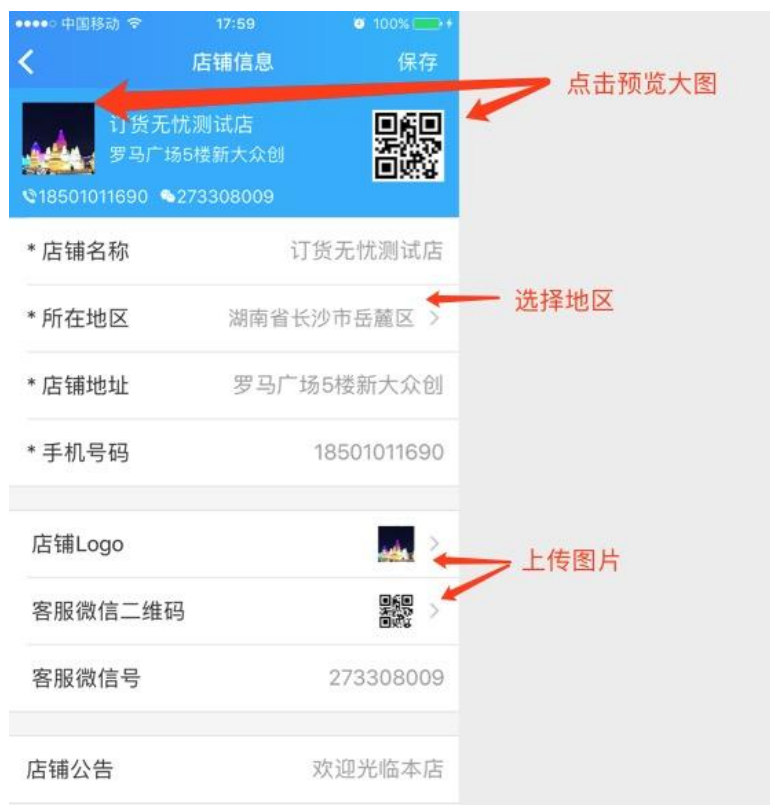 中国移动 17:59 100%
店铺信息 保存
点击预览大图
订货无忧测试店
罗马广场5楼新大众创
18501011690 273308009
* 店铺名称 订货无忧测试店
* 所在地区 湖南省长沙市岳麓区
选择地区
* 店铺地址 罗马广场5楼新大众创
* 手机号码 18501011690
店铺Logo
上传图片
客服微信二维码
客服微信号 273308009
店铺公告 欢迎光临本店